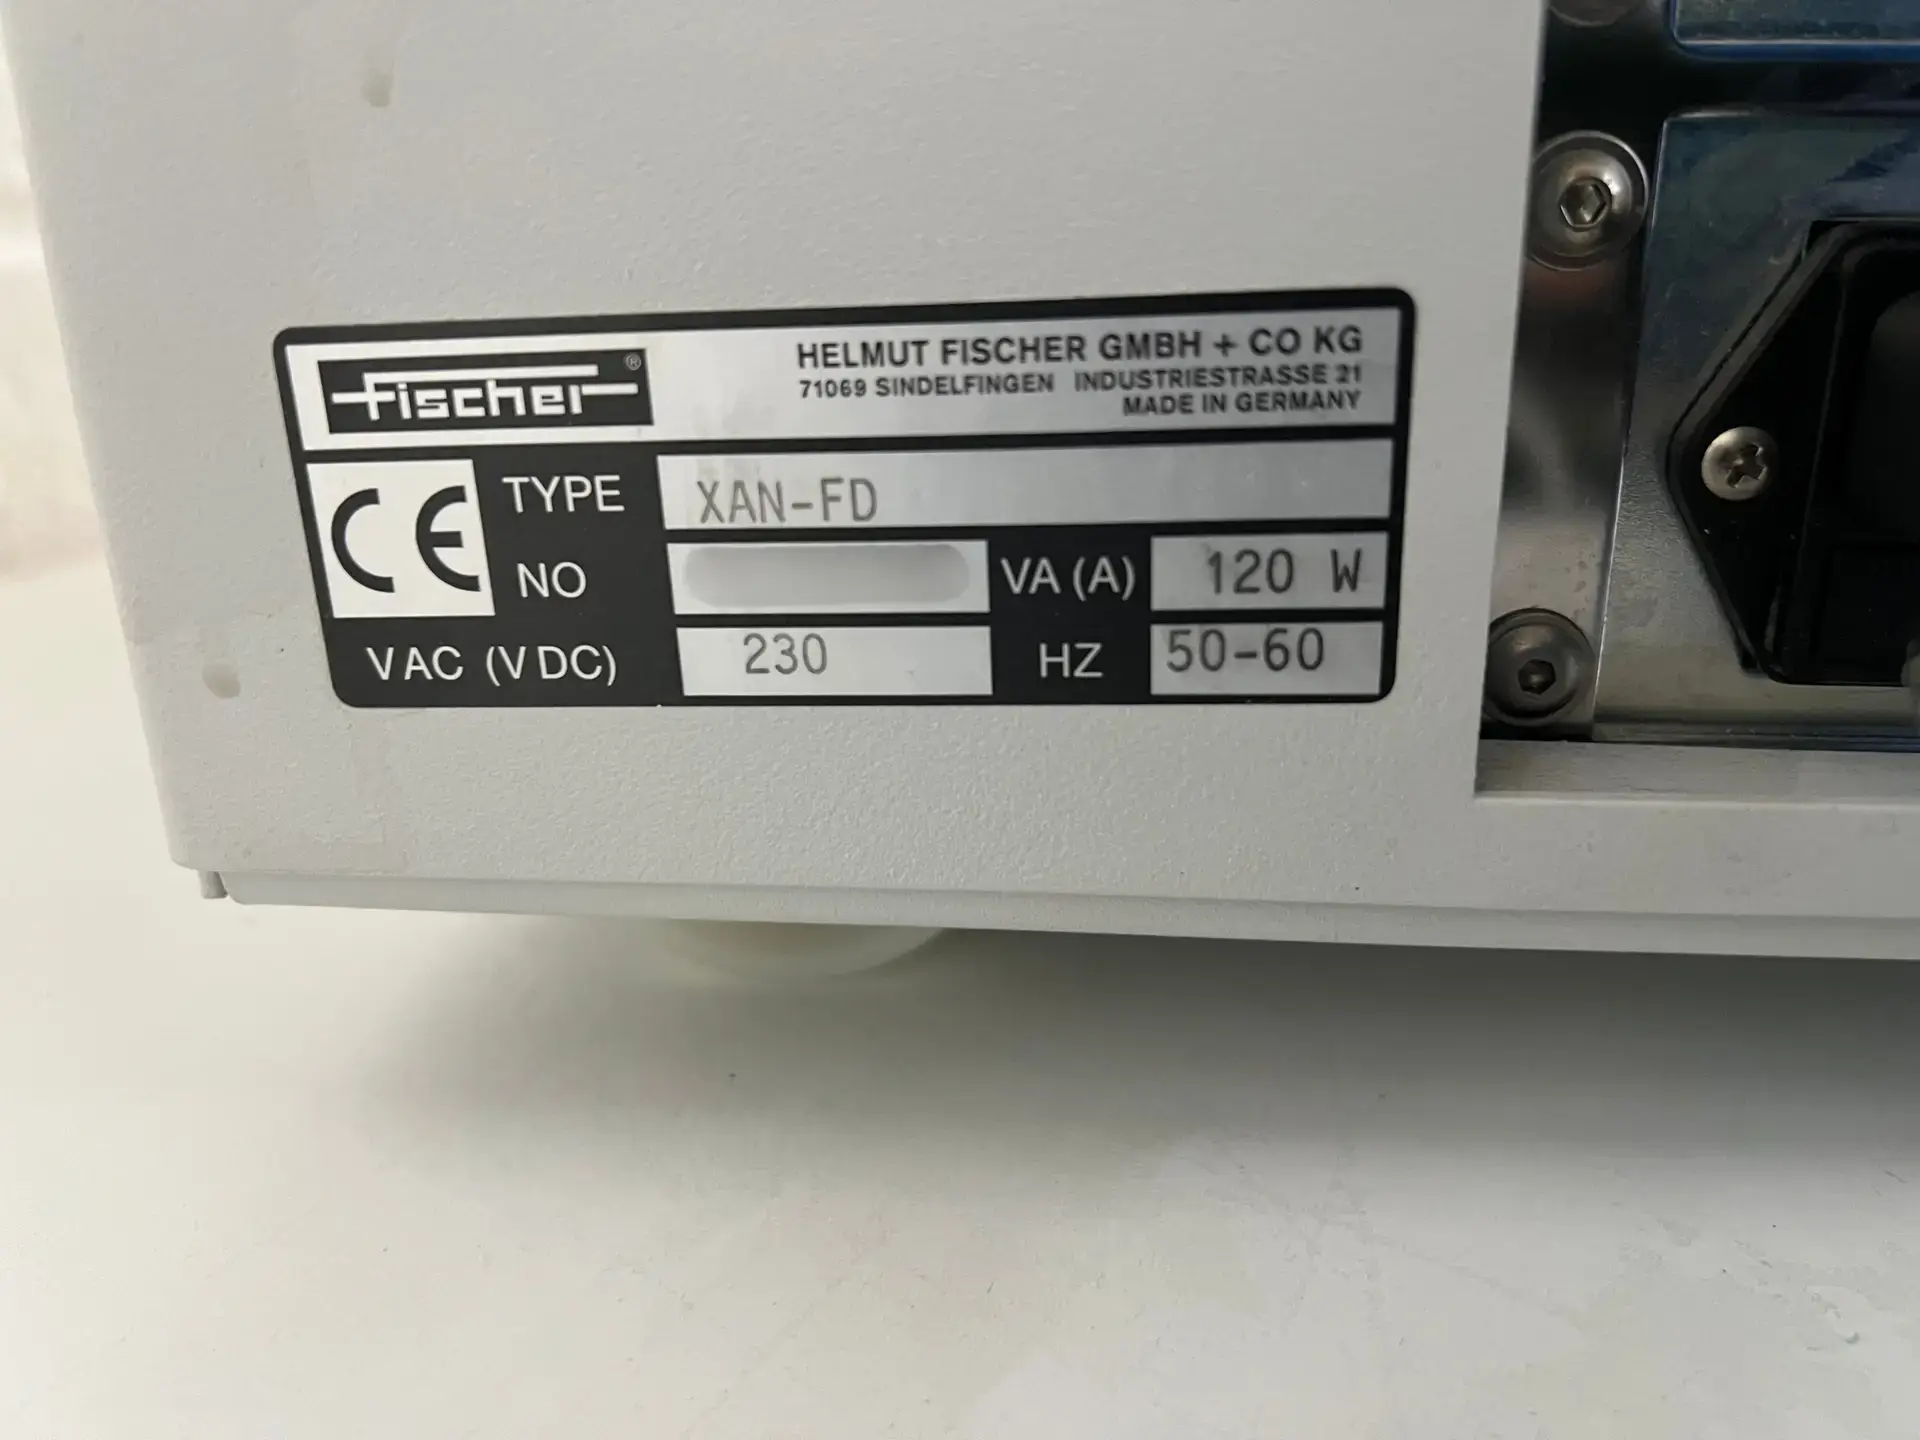 Fischer®
HELMUT FISCHER GMBH + CO KG
71069 SINDELFINGEN INDUSTRIESTRASSE 21
MADE IN GERMANY
CE
TYPE XAN-FD
NO VA (A) 120 W
VAC (VDC) 230 HZ 50-60